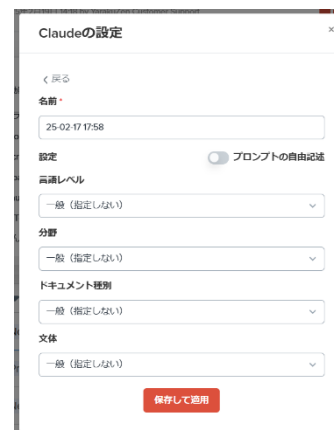 by Yarakuzen Customer Support
Claudeの設定
×
戻る
名前*
25-02-17 17:58
設定
プロンプトの自由記述
言語レベル
一般（指定しない）
分野
一般（指定しない）
ドキュメント種別
一般（指定しない）
文体
一般（指定しない）
保存して適用